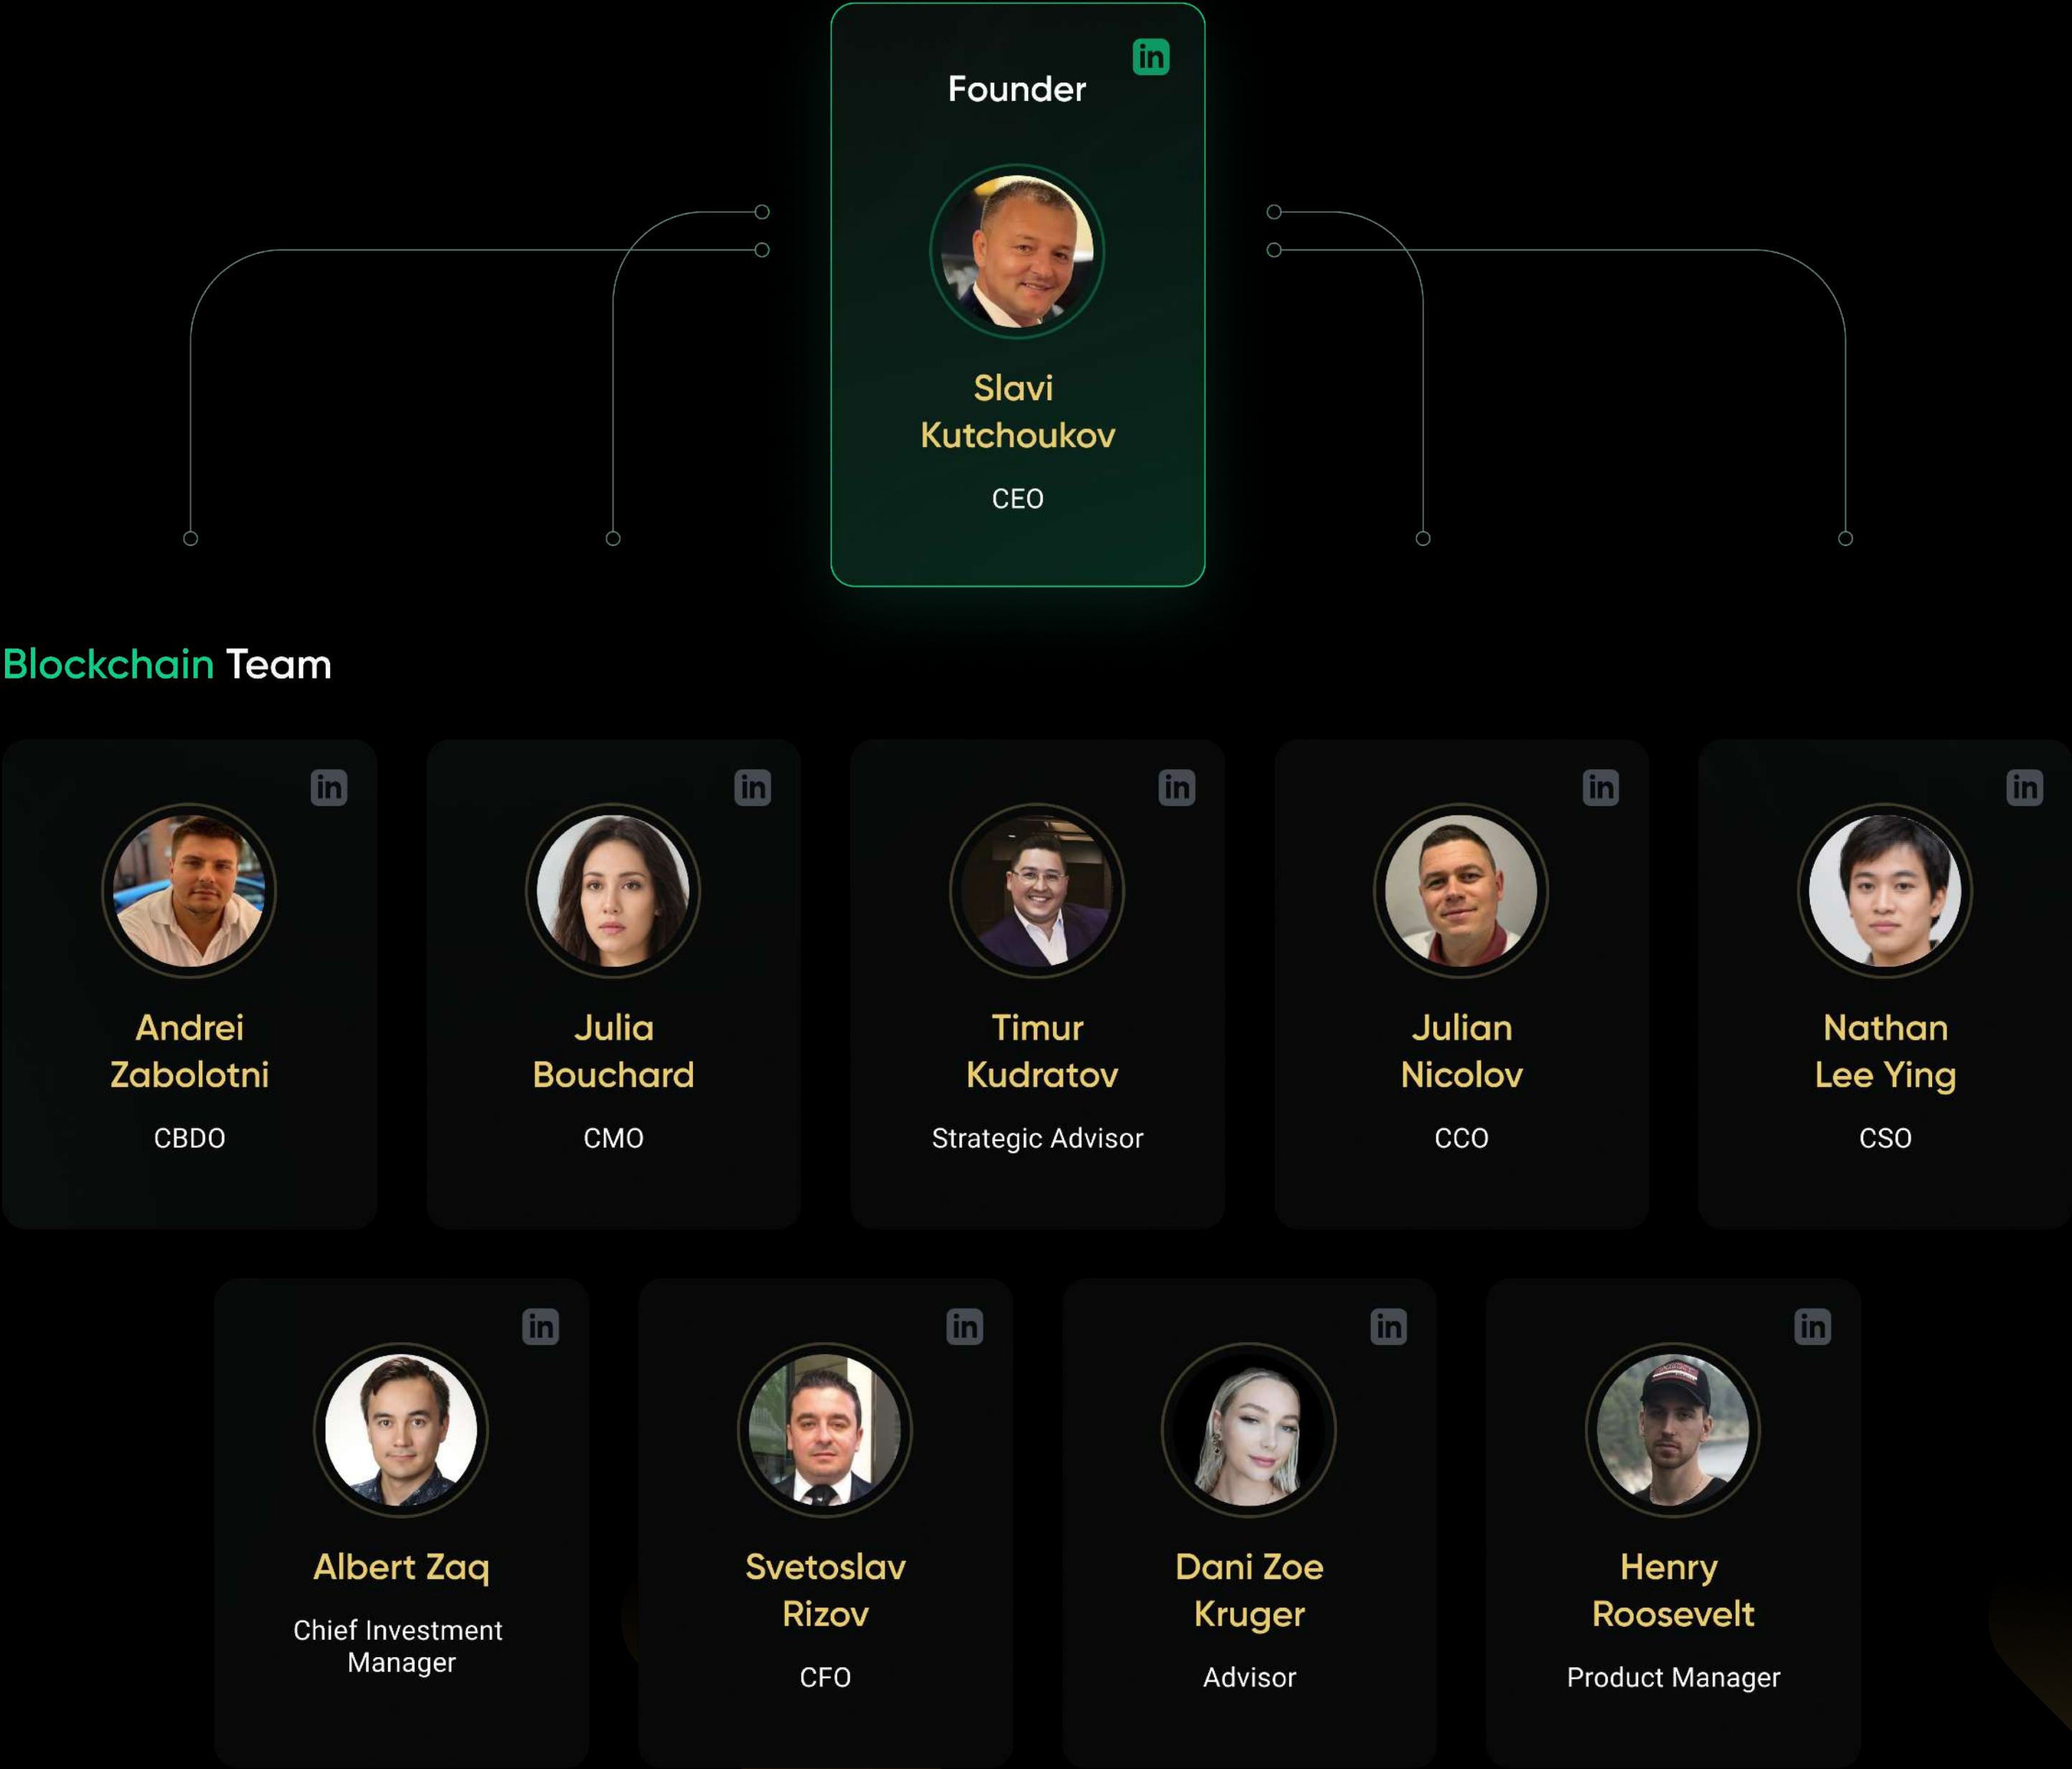 in
Founder
Slavi
Kutchoukov
CEO
Blockchain Team
in
in
in
in
in
Andrei
Zabolotni
CBDO
Julia
Bouchard
CMO
Timur
Kudratov
Strategic Advisor
Julian
Nicolov
CCO
Nathan
Lee Ying
CSO
in
in
in
in
Albert Zaq
Chief Investment
Manager
Svetoslav
Rizov
CFO
Dani Zoe
Kruger
Advisor
Henry
Roosevelt
Product Manager